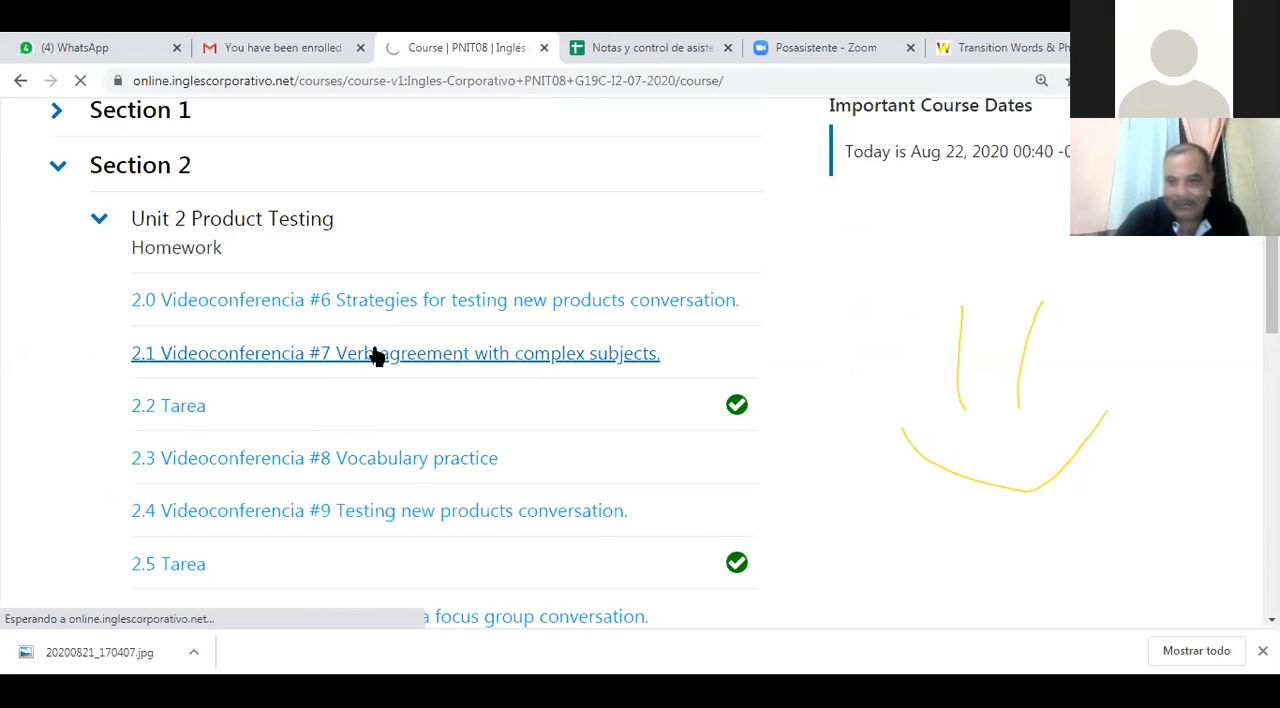 (4) WhatsApp
You have been enrolled
Course | PNIT08 | Inglés
Notas y control de asiste
Posasistente - Zoom
Transition Words & Ph
online.inglescorporativo.net/courses/course-v1:Ingles-Corporativo+PNIT08+G19C-I2-07-2020/course/
Section 1
Important Course Dates
Today is Aug 22, 2020 00:40
Section 2
Unit 2 Product Testing
Homework
2.0 Videoconferencia #6 Strategies for testing new products conversation.
2.1 Videoconferencia #7 Verb agreement with complex subjects.
2.2 Tarea
2.3 Videoconferencia #8 Vocabulary practice
2.4 Videoconferencia #9 Testing new products conversation.
2.5 Tarea
a focus group conversation.
Esperando a online.inglescorporativo.net...
20200821_170407.jpg
Mostrar todo